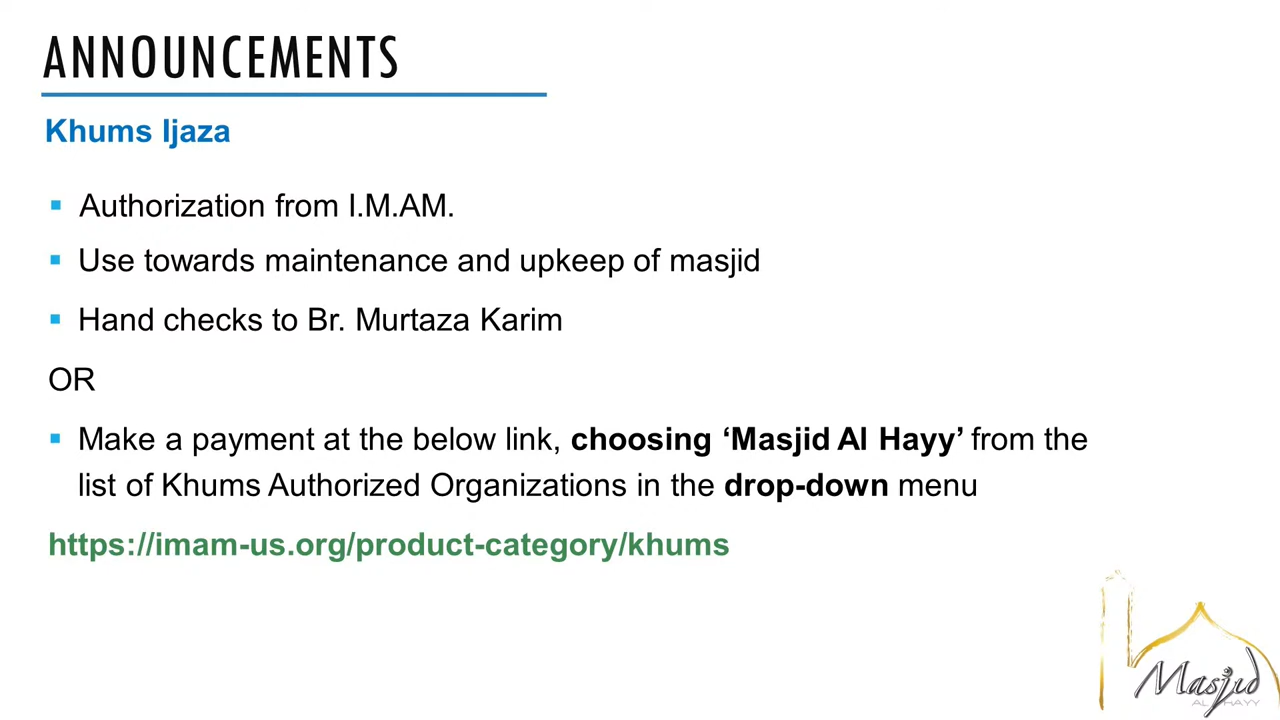 ANNOUNCEMENTS
Khums Ijaza
Authorization from I.M.AM.
Use towards maintenance and upkeep of masjid
Hand checks to Br. Murtaza Karim
OR
Make a payment at the below link, choosing ‘Masjid Al Hayy’ from the
list of Khums Authorized Organizations in the drop-down menu
https://imam-us.org/product-category/khums
Masjid
AL HAYY